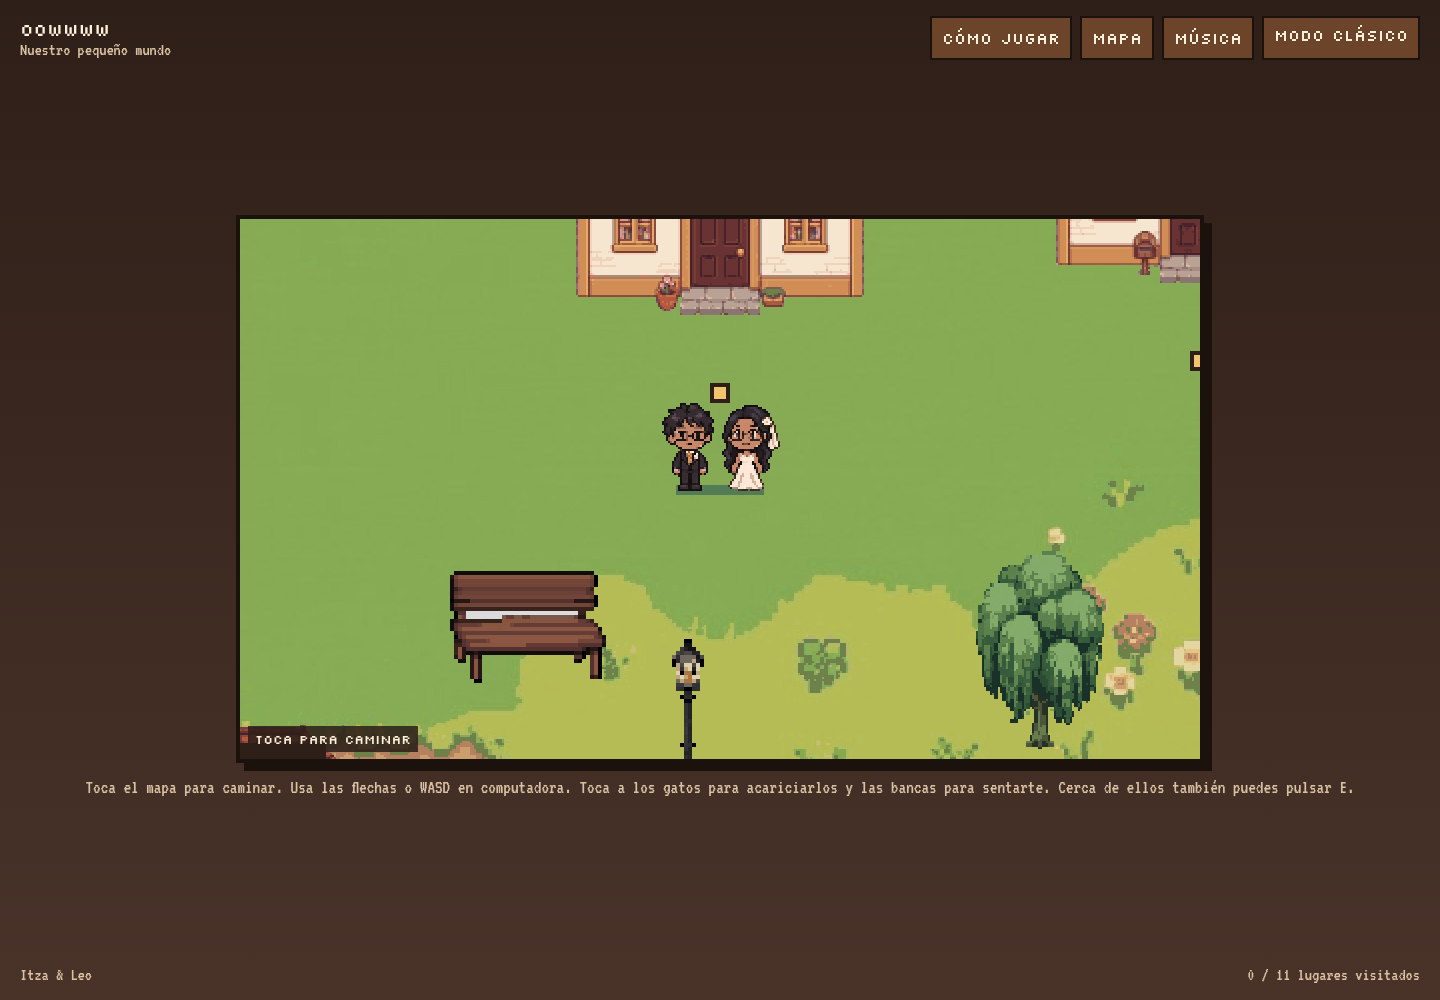 OOWWWW
Nuestro pequeño mundo
CÓMO JUGAR
MAPA
MÚSICA
MODO CLÁSICO
TOCA PARA CAMINAR
Toca el mapa para caminar. Usa las flechas o WASD en computadora. Toca a los gatos para acariciarlos y las bancas para sentarte. Cerca de ellos también puedes pulsar E.
Itza & Leo
0 / 11 lugares visitados